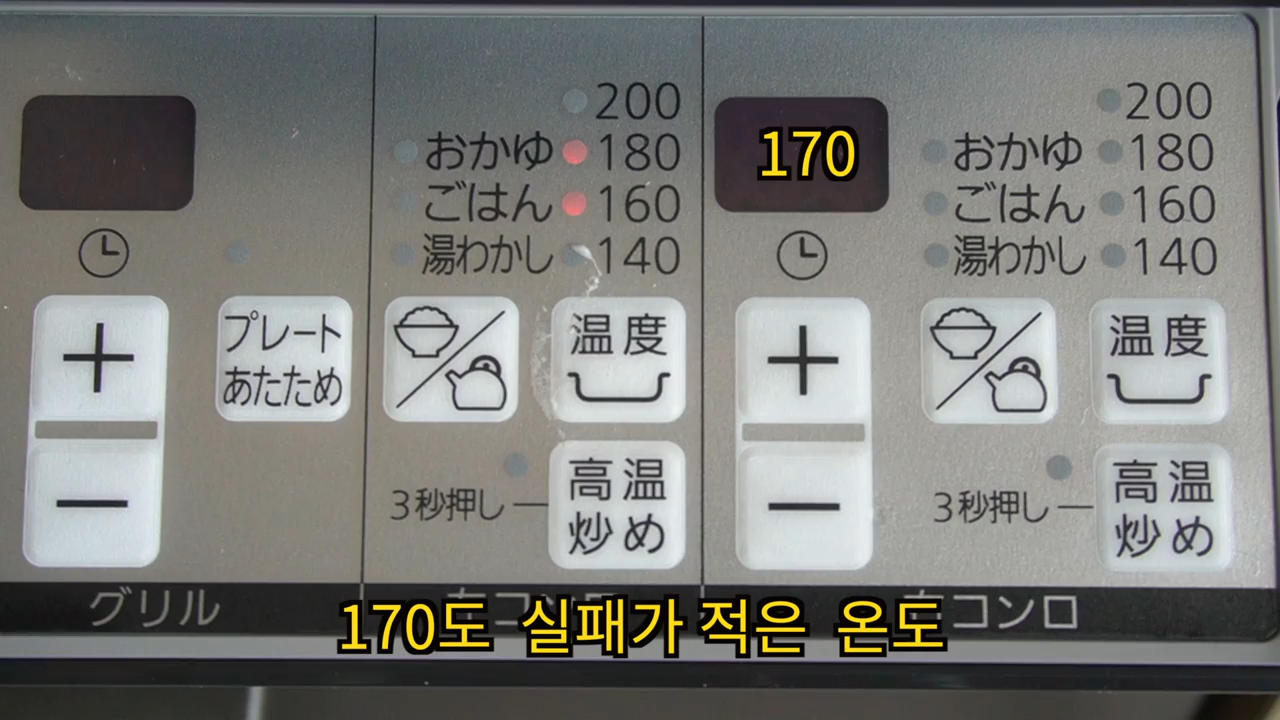 200
おかゆ 180
ごはん 160
湯わかし 140
プレート
あたため
温度
3秒押し
高温
炒め
グリル
170
200
おかゆ 180
ごはん 160
湯わかし 140
温度
3秒押し
高温
炒め
コンロ
170도 실패가 적은 온도